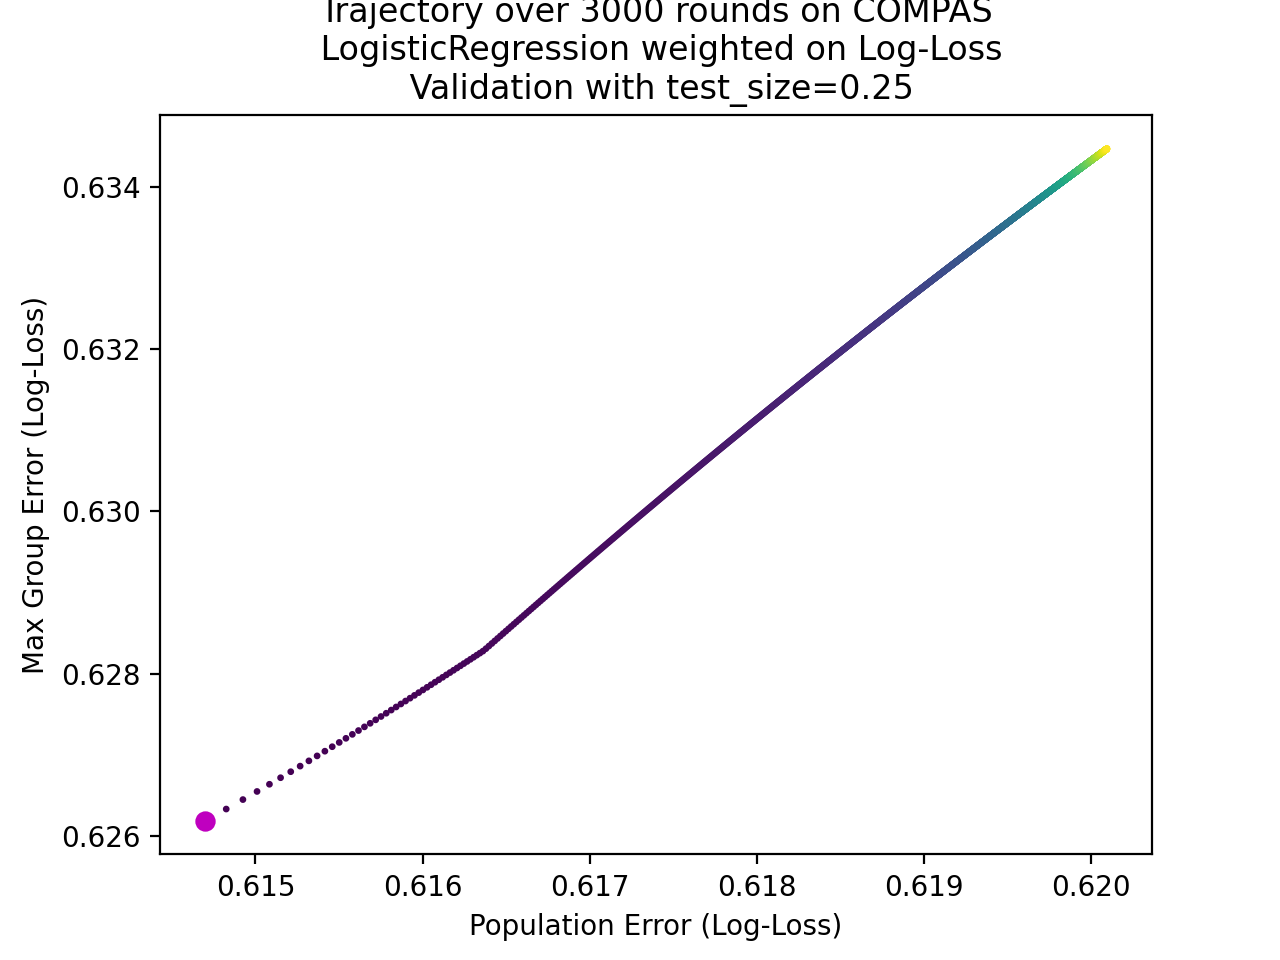 Trajectory over 3000 rounds on COMPAS
LogisticRegression weighted on Log-Loss
Validation with test_size=0.25
Max Group Error (Log-Loss)
0.634
0.632
0.630
0.628
0.626
0.615 0.616 0.617 0.618 0.619 0.620
Population Error (Log-Loss)